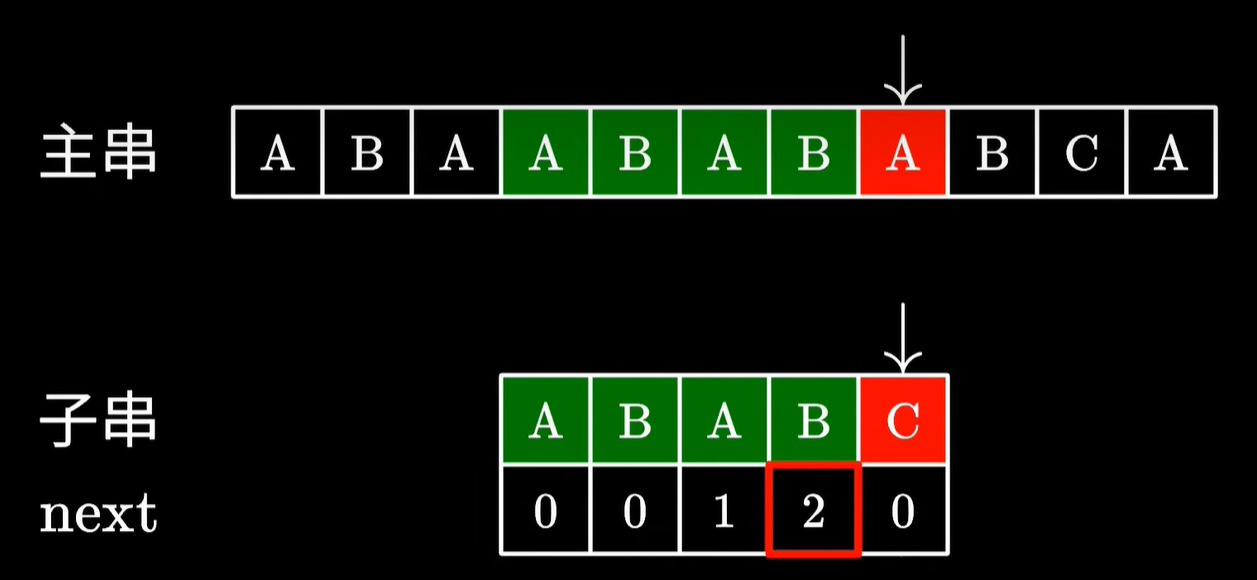 主串 A B A A B A B A B C A
子串 A B A B C
next 0 0 1 2 0